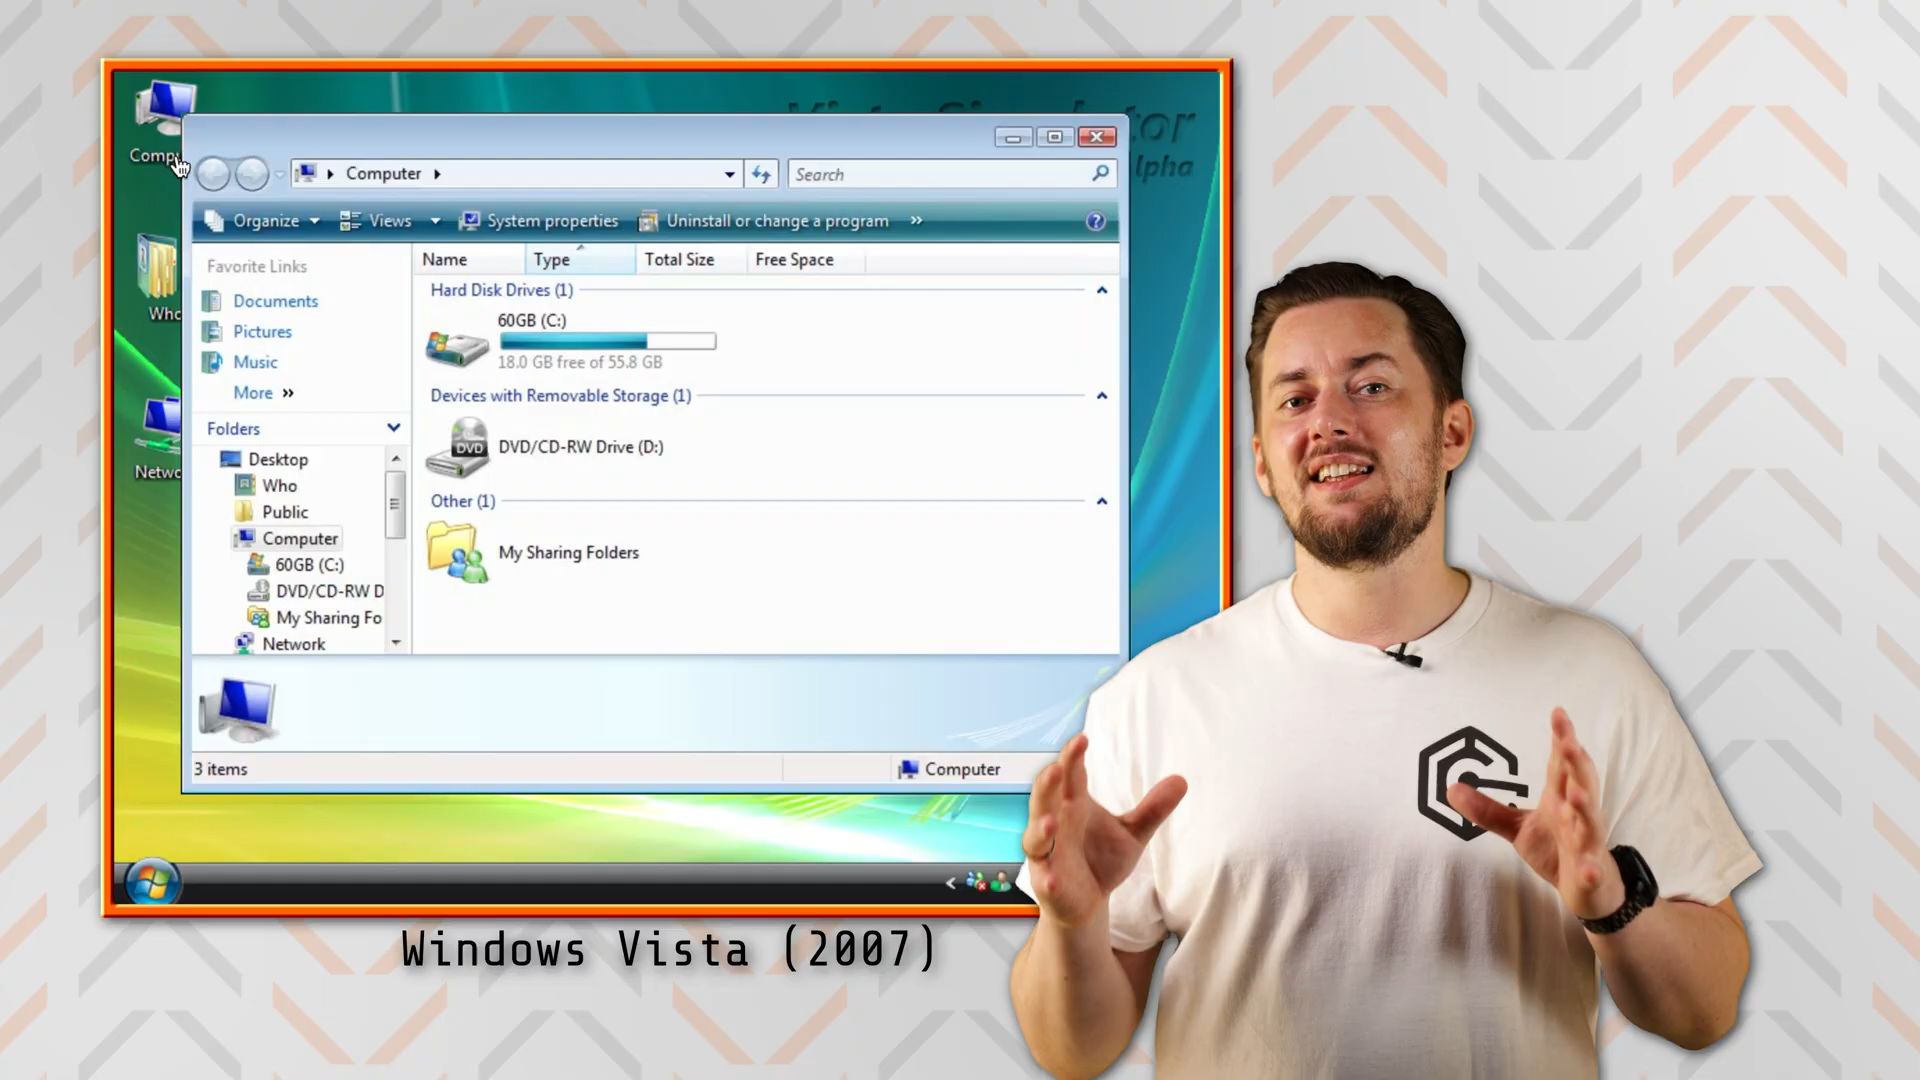 Comp
Who
Netwo
tor
lpha
Computer
Search
Organize
Views
System properties
Uninstall or change a program
Name
Type
Total Size
Free Space
Favorite Links
Documents
Pictures
Music
More
Folders
Desktop
Who
Public
Computer
60GB (C:)
DVD/CD-RW D
My Sharing Fo
Network
Hard Disk Drives (1)
60GB (C:)
18.0 GB free of 55.8 GB
Devices with Removable Storage (1)
DVD
DVD/CD-RW Drive (D:)
Other (1)
My Sharing Folders
3 items
Computer
Windows Vista (2007)